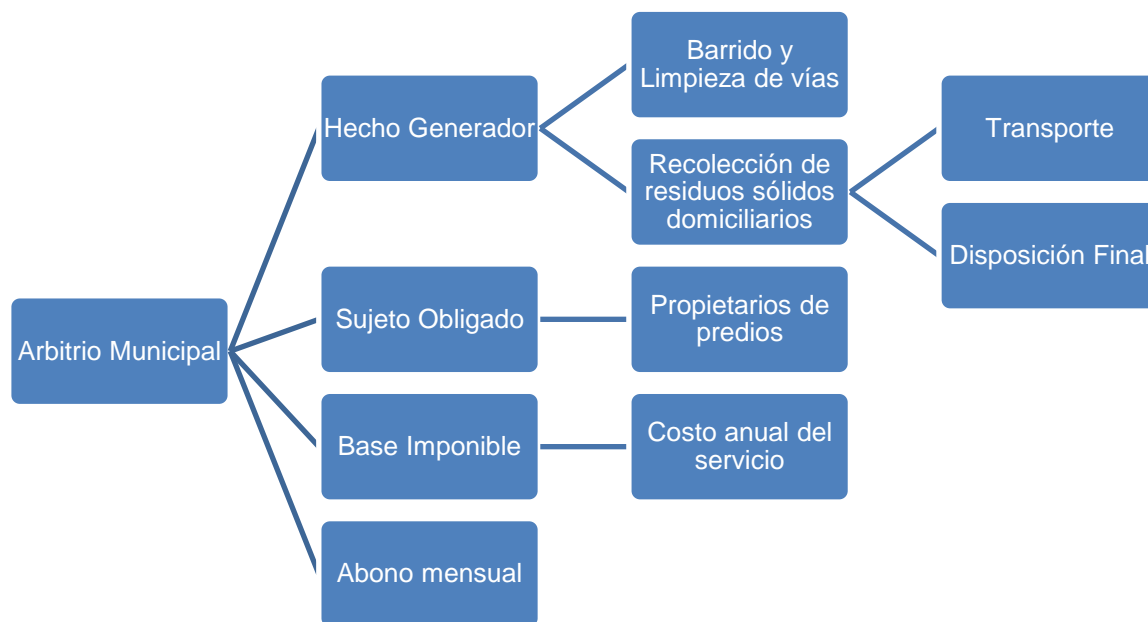 Arbitrio Municipal
Hecho Generador
Barrido y
Limpieza de vías
Recolección de
residuos sólidos
domiciliarios
Transporte
Disposición Final
Sujeto Obligado
Propietarios de
predios
Base Imponible
Costo anual del
servicio
Abono mensual